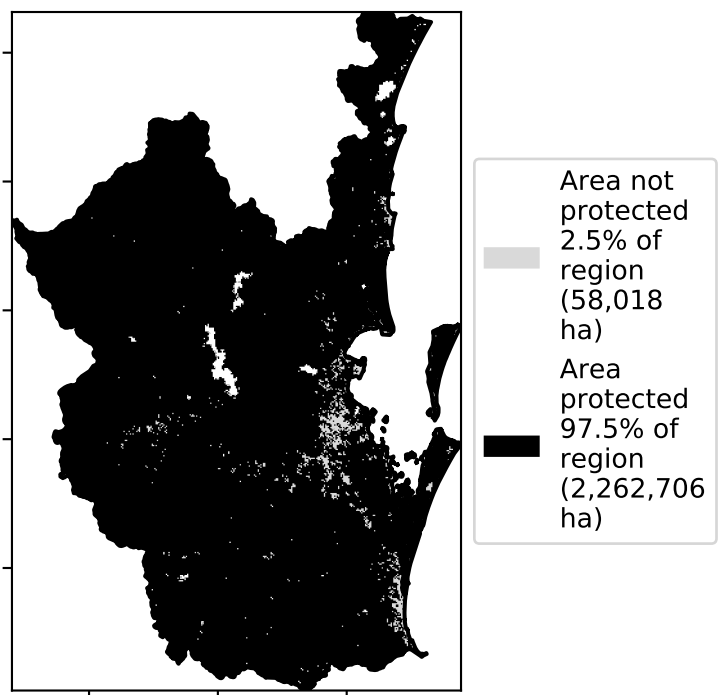 Area not
protected
2.5% of
region
(58,018
ha)
Area
protected
97.5% of
region
(2,262,706
ha)